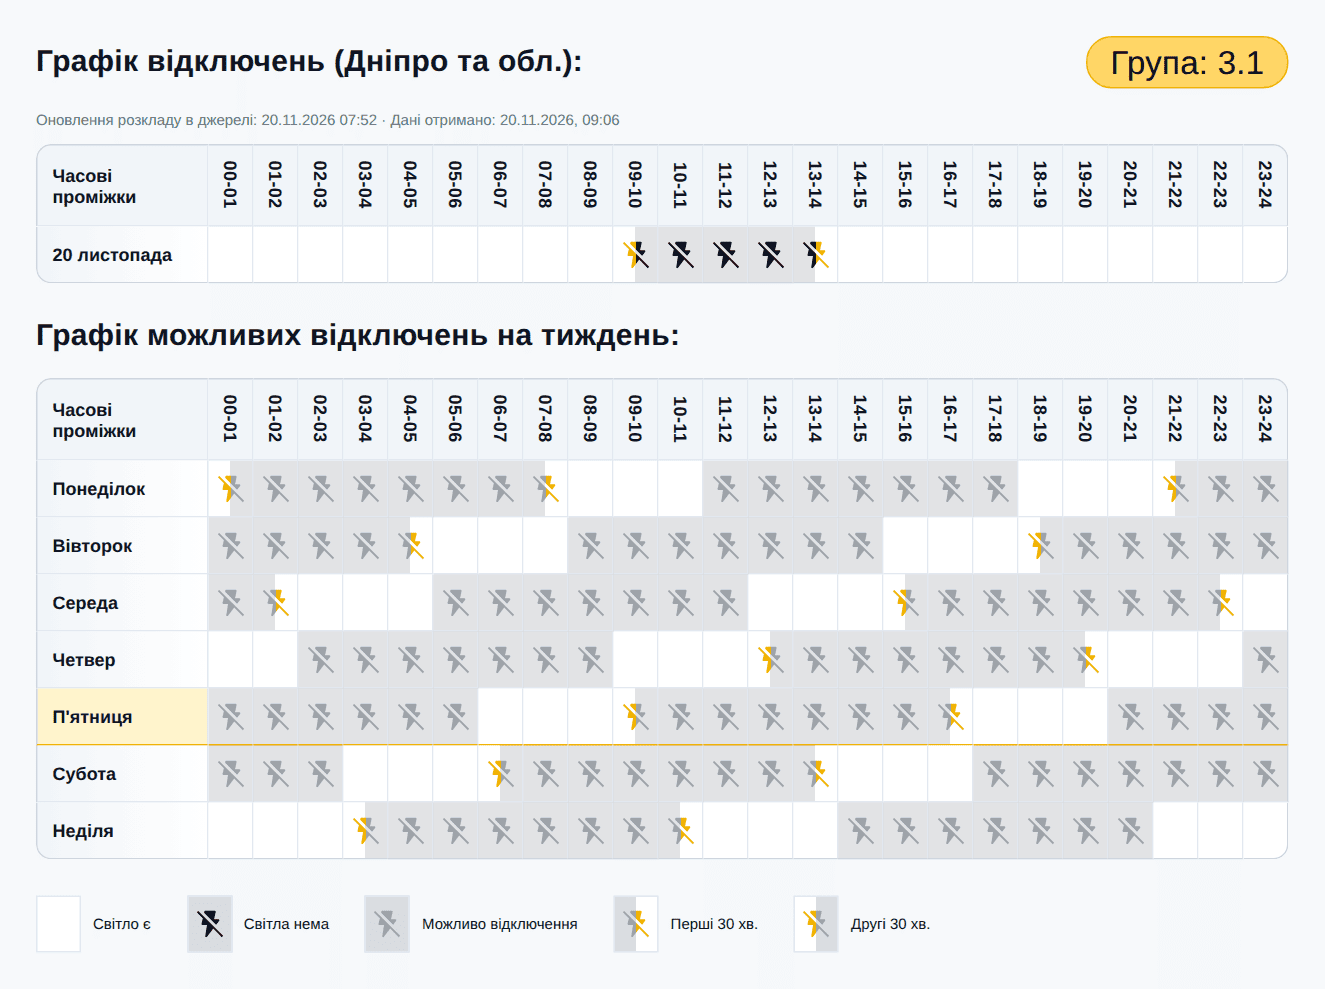 Графік відключень (Дніпро та обл.):
Група: 3.1
Оновлення розкладу в джерелі: 20.11.2026 07:52 · Дані отримано: 20.11.2026, 09:06
Часові проміжки 00-01 01-02 02-03 03-04 04-05 05-06 06-07 07-08 08-09 09-10 10-11 11-12 12-13 13-14 14-15 15-16 16-17 17-18 18-19 19-20 20-21 21-22 22-23 23-24
20 листопада
Графік можливих відключень на тиждень:
Часові проміжки 00-01 01-02 02-03 03-04 04-05 05-06 06-07 07-08 08-09 09-10 10-11 11-12 12-13 13-14 14-15 15-16 16-17 17-18 18-19 19-20 20-21 21-22 22-23 23-24
Понеділок
Вівторок
Середа
Четвер
П'ятниця
Субота
Неділя
Світло є Світла нема Можливо відключення Перші 30 хв. Другі 30 хв.